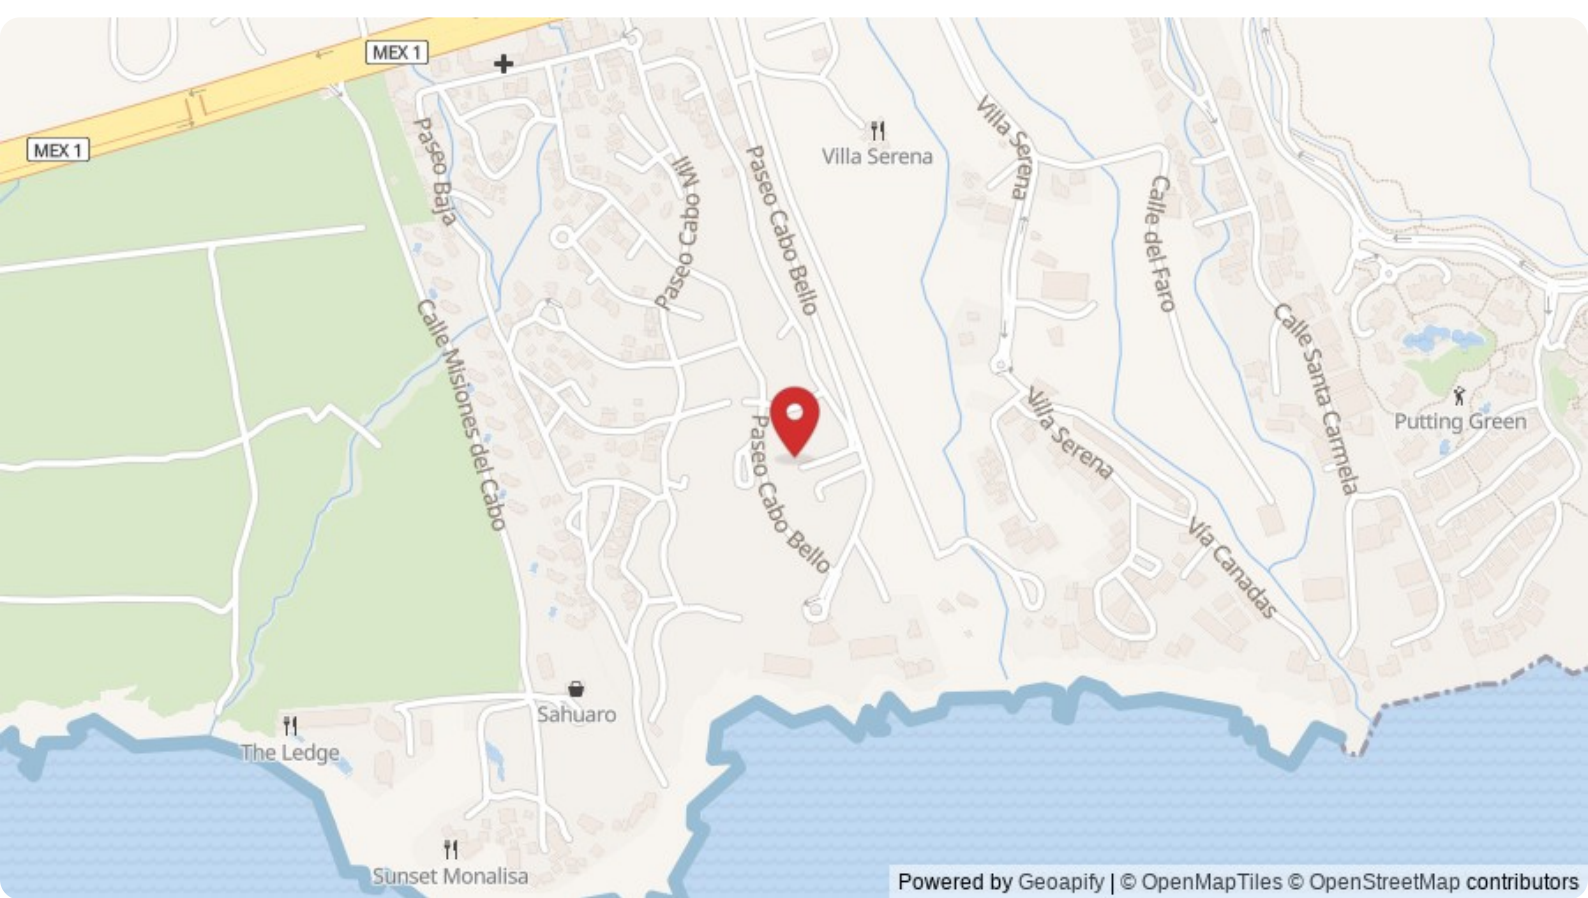 MEX 1
MEX 1
Paseo Baja
Paseo Cabo Mil
Paseo Cabo Bello
Villa Serena
Villa Serena
Calle del Faro
Calle Misiones del Cabo
Calle Santa Carmela
Putting Green
Villa Serena
Paseo Cabo Bello
Vía Canadas
Sahuaro
The Ledge
Sunset Monalisa
Powered by Geoapify | © OpenMapTiles © OpenStreetMap contributors